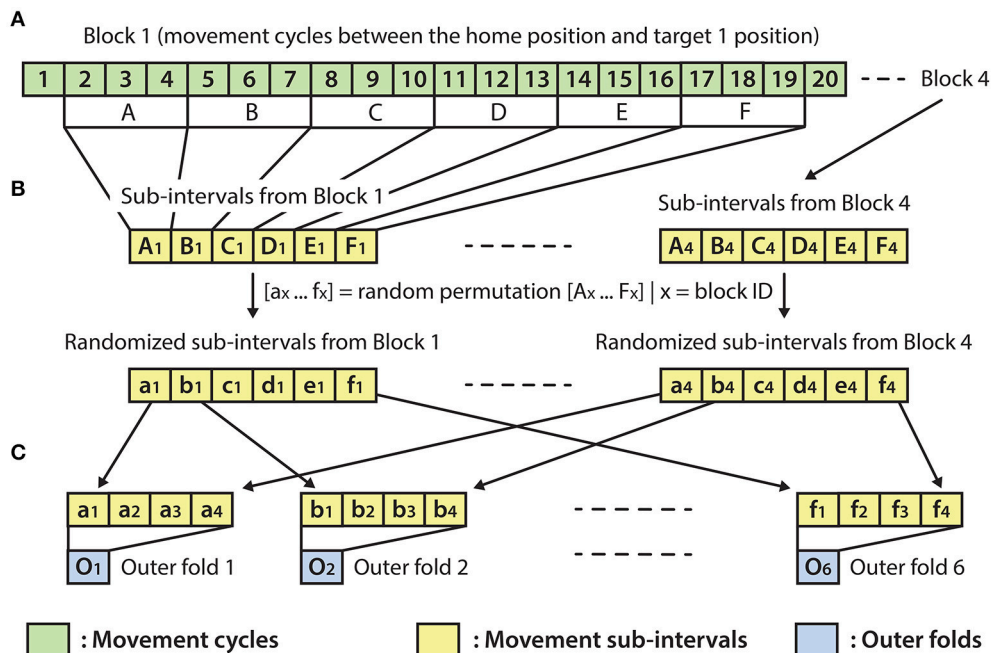 A
Block 1 (movement cycles between the home position and target 1 position)
1 2 3 4 5 6 7 8 9 10 11 12 13 14 15 16 17 18 19 20 Block 4
A B C D E F
B
Sub-intervals from Block 1
Sub-intervals from Block 4
A1 B1 C1 D1 E1 F1 A4 B4 C4 D4 E4 F4
[ax ... fx] = random permutation [Ax ... Fx] | x = block ID
Randomized sub-intervals from Block 1 Randomized sub-intervals from Block 4
a1 b1 c1 d1 e1 f1 a4 b4 c4 d4 e4 f4
C
a1 a2 a3 a4 b1 b2 b3 b4 f1 f2 f3 f4
O1 Outer fold 1 O2 Outer fold 2 O6 Outer fold 6
: Movement cycles : Movement sub-intervals : Outer folds